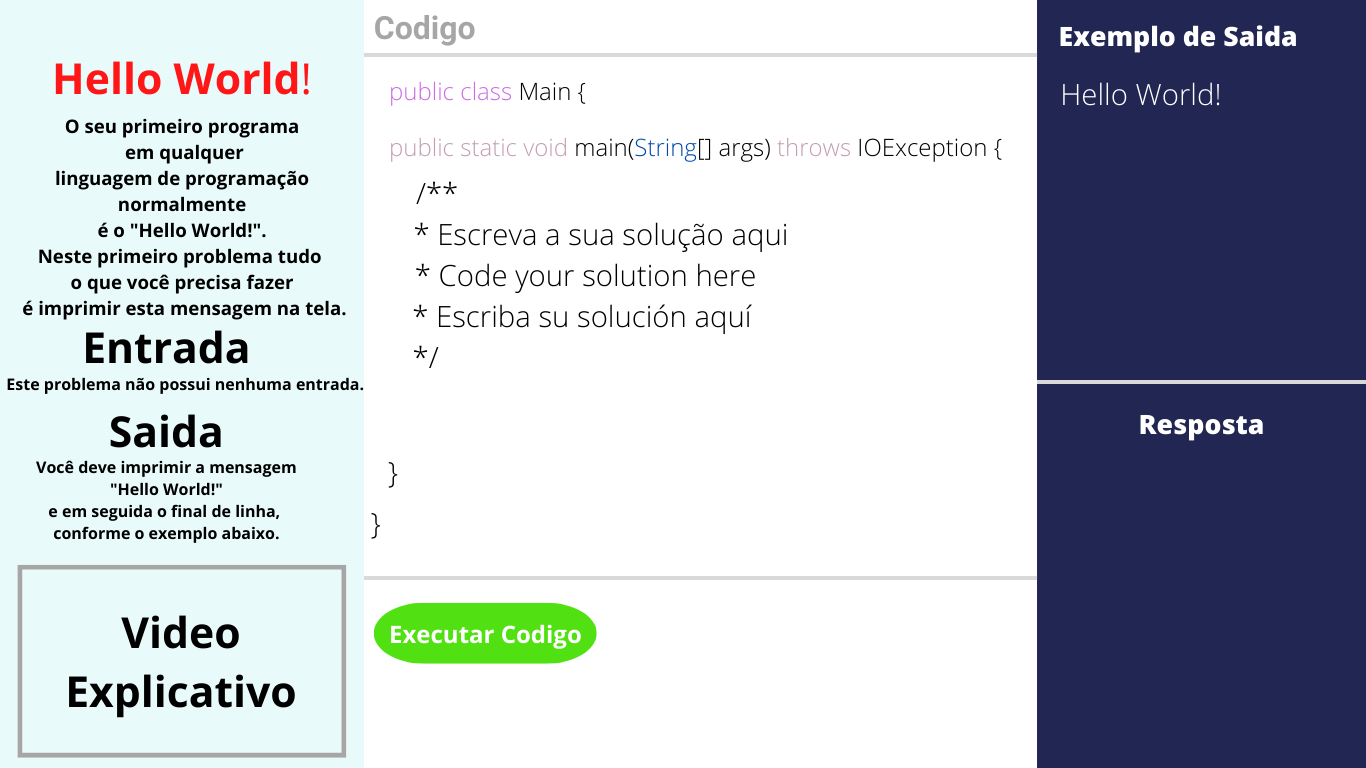 Hello World!
O seu primeiro programa
em qualquer
linguagem de programação
normalmente
é o "Hello World!".
Neste primeiro problema tudo
o que você precisa fazer
é imprimir esta mensagem na tela.
Entrada
Este problema não possui nenhuma entrada.
Saida
Você deve imprimir a mensagem
"Hello World!"
e em seguida o final de linha,
conforme o exemplo abaixo.
Video
Explicativo
Codigo
public class Main {
public static void main(String[] args) throws IOException {
/**
* Escreva a sua solução aqui
* Code your solution here
* Escriba su solución aquí
*/
}
}
Executar Codigo
Exemplo de Saida
Hello World!
Resposta